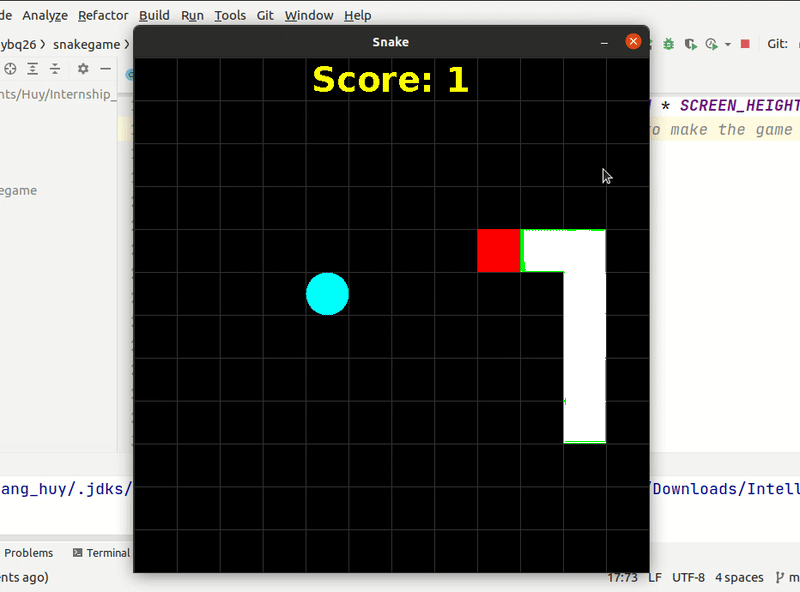 de Analyze Refactor Build Run Tools Git Window Help
ybq26 snakegame
Snake
Git:
nts/Huy/Internship_
Score: 1
* SCREEN_HEIGHT
o make the game
egame
ang_huy/.jdks/
/Downloads/Intell
Problems Terminal
nts ago)
17:73 LF UTF-8 4 spaces m